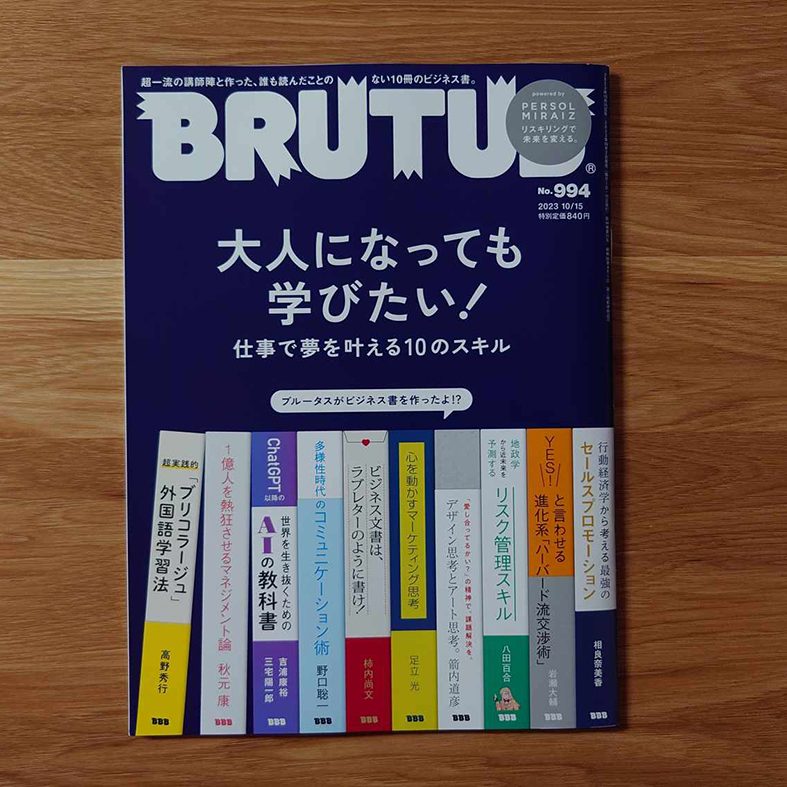 超一流の講師陣と作った、誰も読んだことのない10冊のビジネス書。
BRUTUS
®
powered by
PERSOL
MIRAIZ
リスキリングで
未来を変える。
No.994
2023 10/15
特別定価840円
大人になっても
学びたい!
仕事で夢を叶える10のスキル
ブルータスがビジネス書を作ったよ!?
超実践的
「ブリコラージュ」
外国語学習法
高野秀行
BBB
1億人を熱狂させるマネジメント論
秋元 康
BBB
ChatGPT
以降の
世界を生き抜くための
AIの教科書
吉浦康裕
三宅陽一郎
BBB
多様性時代の
コミュニケーション術
野口聡一
BBB
ビジネス文書は、
ラブレターのように書け!
柿内尚文
BBB
心を動かすマーケティング思考
足立 光
BBB
「愛し合ってるかい?」の精神で、課題解決を。
デザイン思考とアート思考。
箭内道彦
BBB
地政学
から近未来を
予測する
リスク管理スキル
八田百合
BBB
YES!
と言わせる
進化系「ハーバード流交渉術」
岩瀬大輔
BBB
行動経済学から考える最強の
セールスプロモーション
相良奈美香
BBB